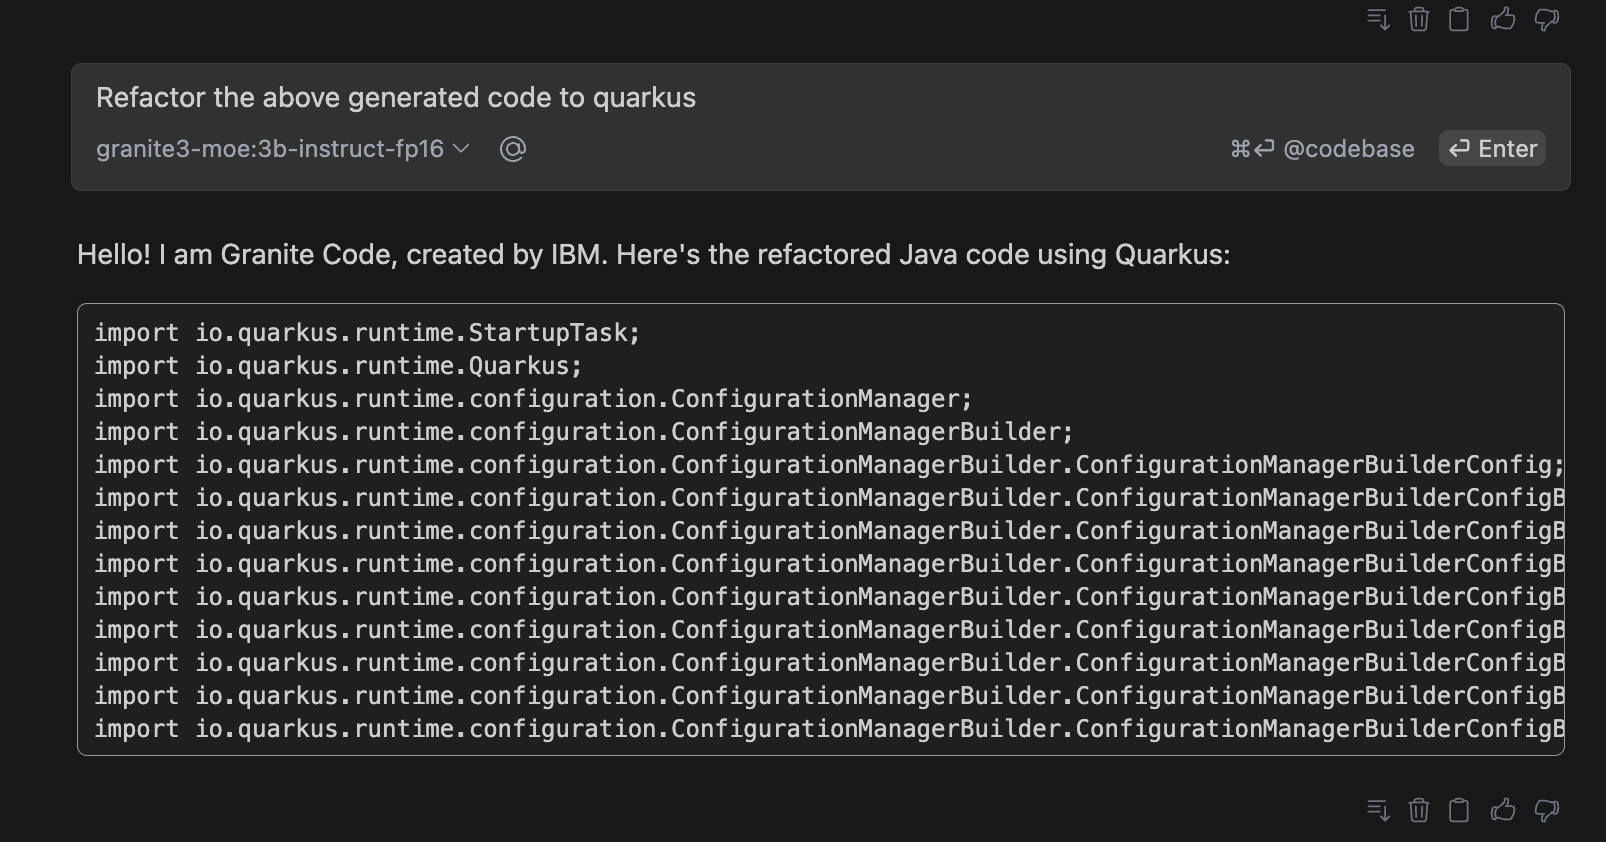 Refactor the above generated code to quarkus
granite3-moe:3b-instruct-fp16 @ ⌘⏎ @codebase ⏎ Enter
Hello! I am Granite Code, created by IBM. Here's the refactored Java code using Quarkus:
import io.quarkus.runtime.StartupTask;
import io.quarkus.runtime.Quarkus;
import io.quarkus.runtime.configuration.ConfigurationManager;
import io.quarkus.runtime.configuration.ConfigurationManagerBuilder;
import io.quarkus.runtime.configuration.ConfigurationManagerBuilder.ConfigurationManagerBuilderConfig;
import io.quarkus.runtime.configuration.ConfigurationManagerBuilder.ConfigurationManagerBuilderConfigB
import io.quarkus.runtime.configuration.ConfigurationManagerBuilder.ConfigurationManagerBuilderConfigB
import io.quarkus.runtime.configuration.ConfigurationManagerBuilder.ConfigurationManagerBuilderConfigB
import io.quarkus.runtime.configuration.ConfigurationManagerBuilder.ConfigurationManagerBuilderConfigB
import io.quarkus.runtime.configuration.ConfigurationManagerBuilder.ConfigurationManagerBuilderConfigB
import io.quarkus.runtime.configuration.ConfigurationManagerBuilder.ConfigurationManagerBuilderConfigB
import io.quarkus.runtime.configuration.ConfigurationManagerBuilder.ConfigurationManagerBuilderConfigB
import io.quarkus.runtime.configuration.ConfigurationManagerBuilder.ConfigurationManagerBuilderConfigB